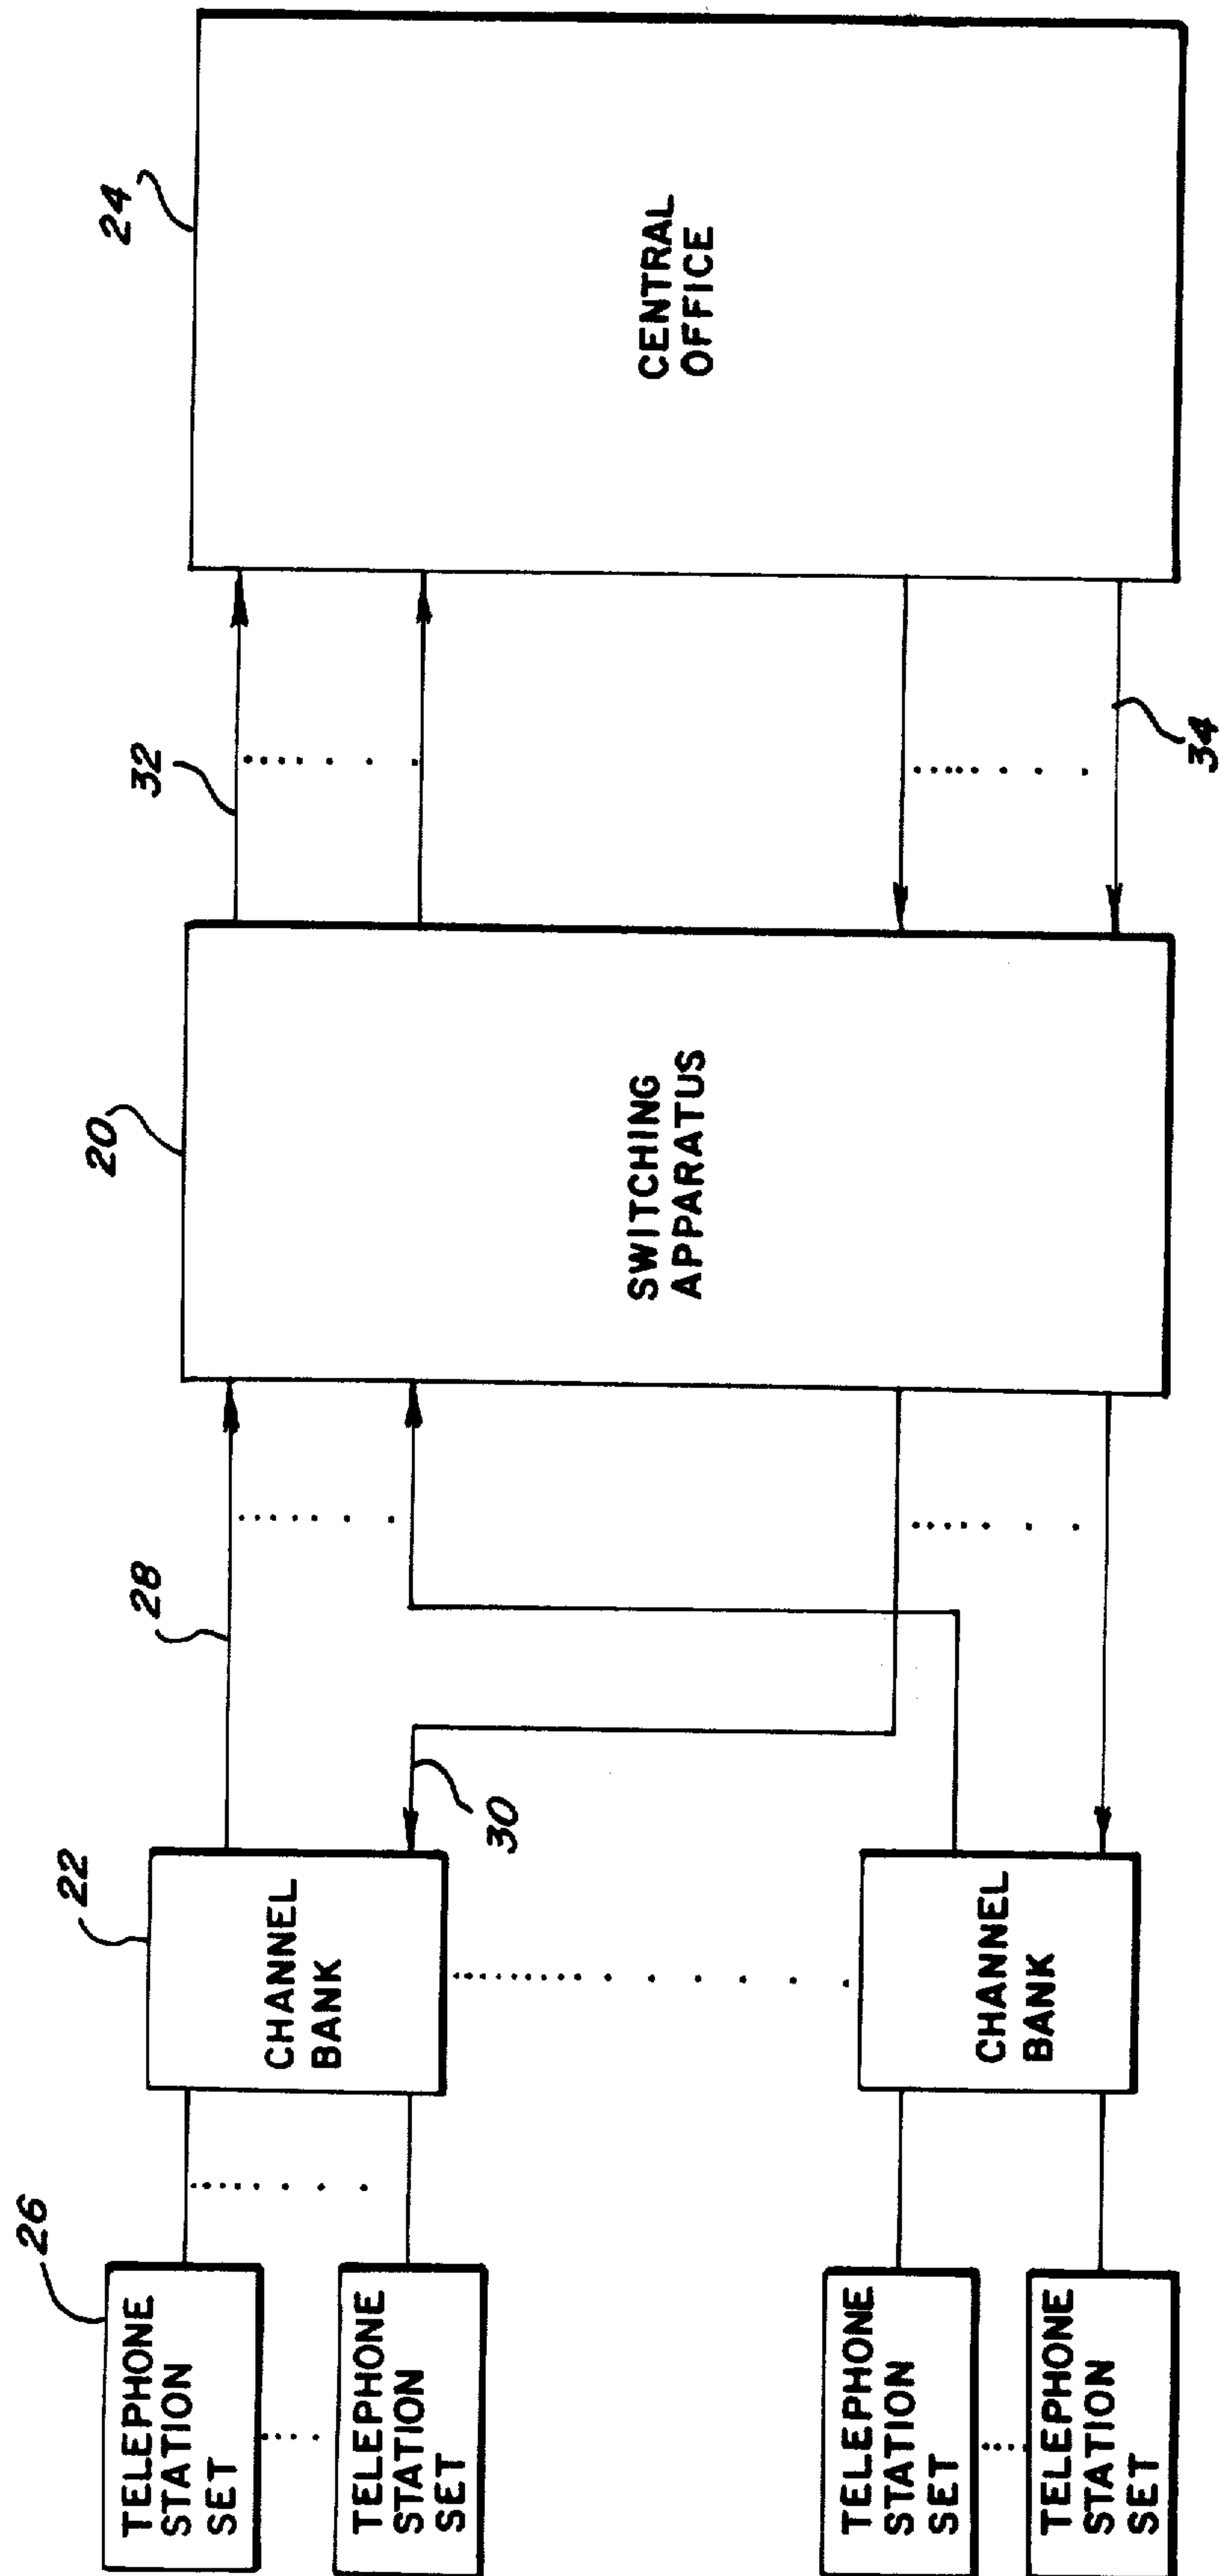 26
TELEPHONE
STATION
SET
TELEPHONE
STATION
SET
TELEPHONE
STATION
SET
TELEPHONE
STATION
SET
22
CHANNEL
BANK
CHANNEL
BANK
28
30
20
SWITCHING
APPARATUS
32
34
24
CENTRAL
OFFICE